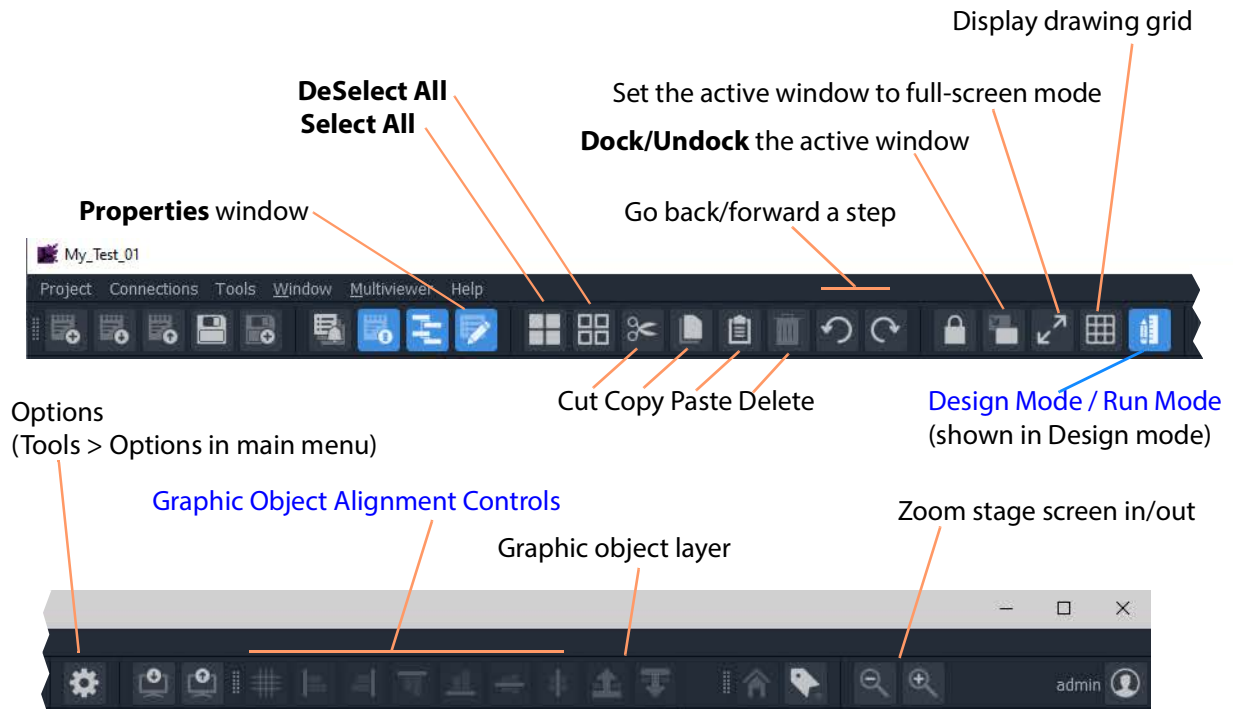 Display drawing grid
DeSelect All
Select All
Set the active window to full-screen mode
Dock/Undock the active window
Properties window
Go back/forward a step
My_Test_01
Project Connections Tools Window Multiviewer Help
Cut Copy Paste Delete
Design Mode / Run Mode
(shown in Design mode)
Options
(Tools > Options in main menu)
Graphic Object Alignment Controls
Zoom stage screen in/out
Graphic object layer
admin